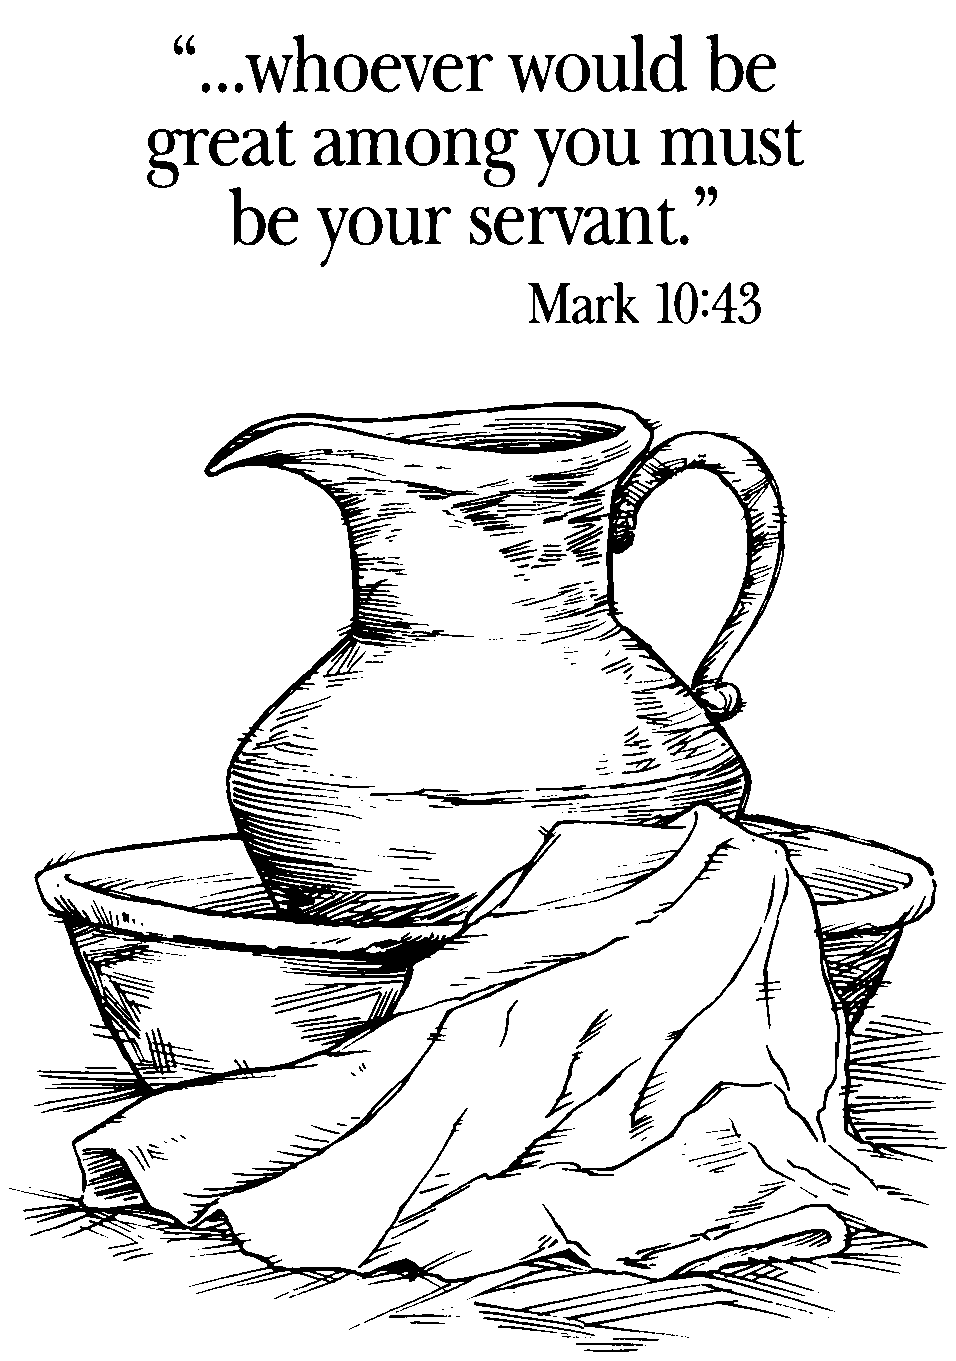 “...whoever would be
great among you must
be your servant.”
Mark 10:43